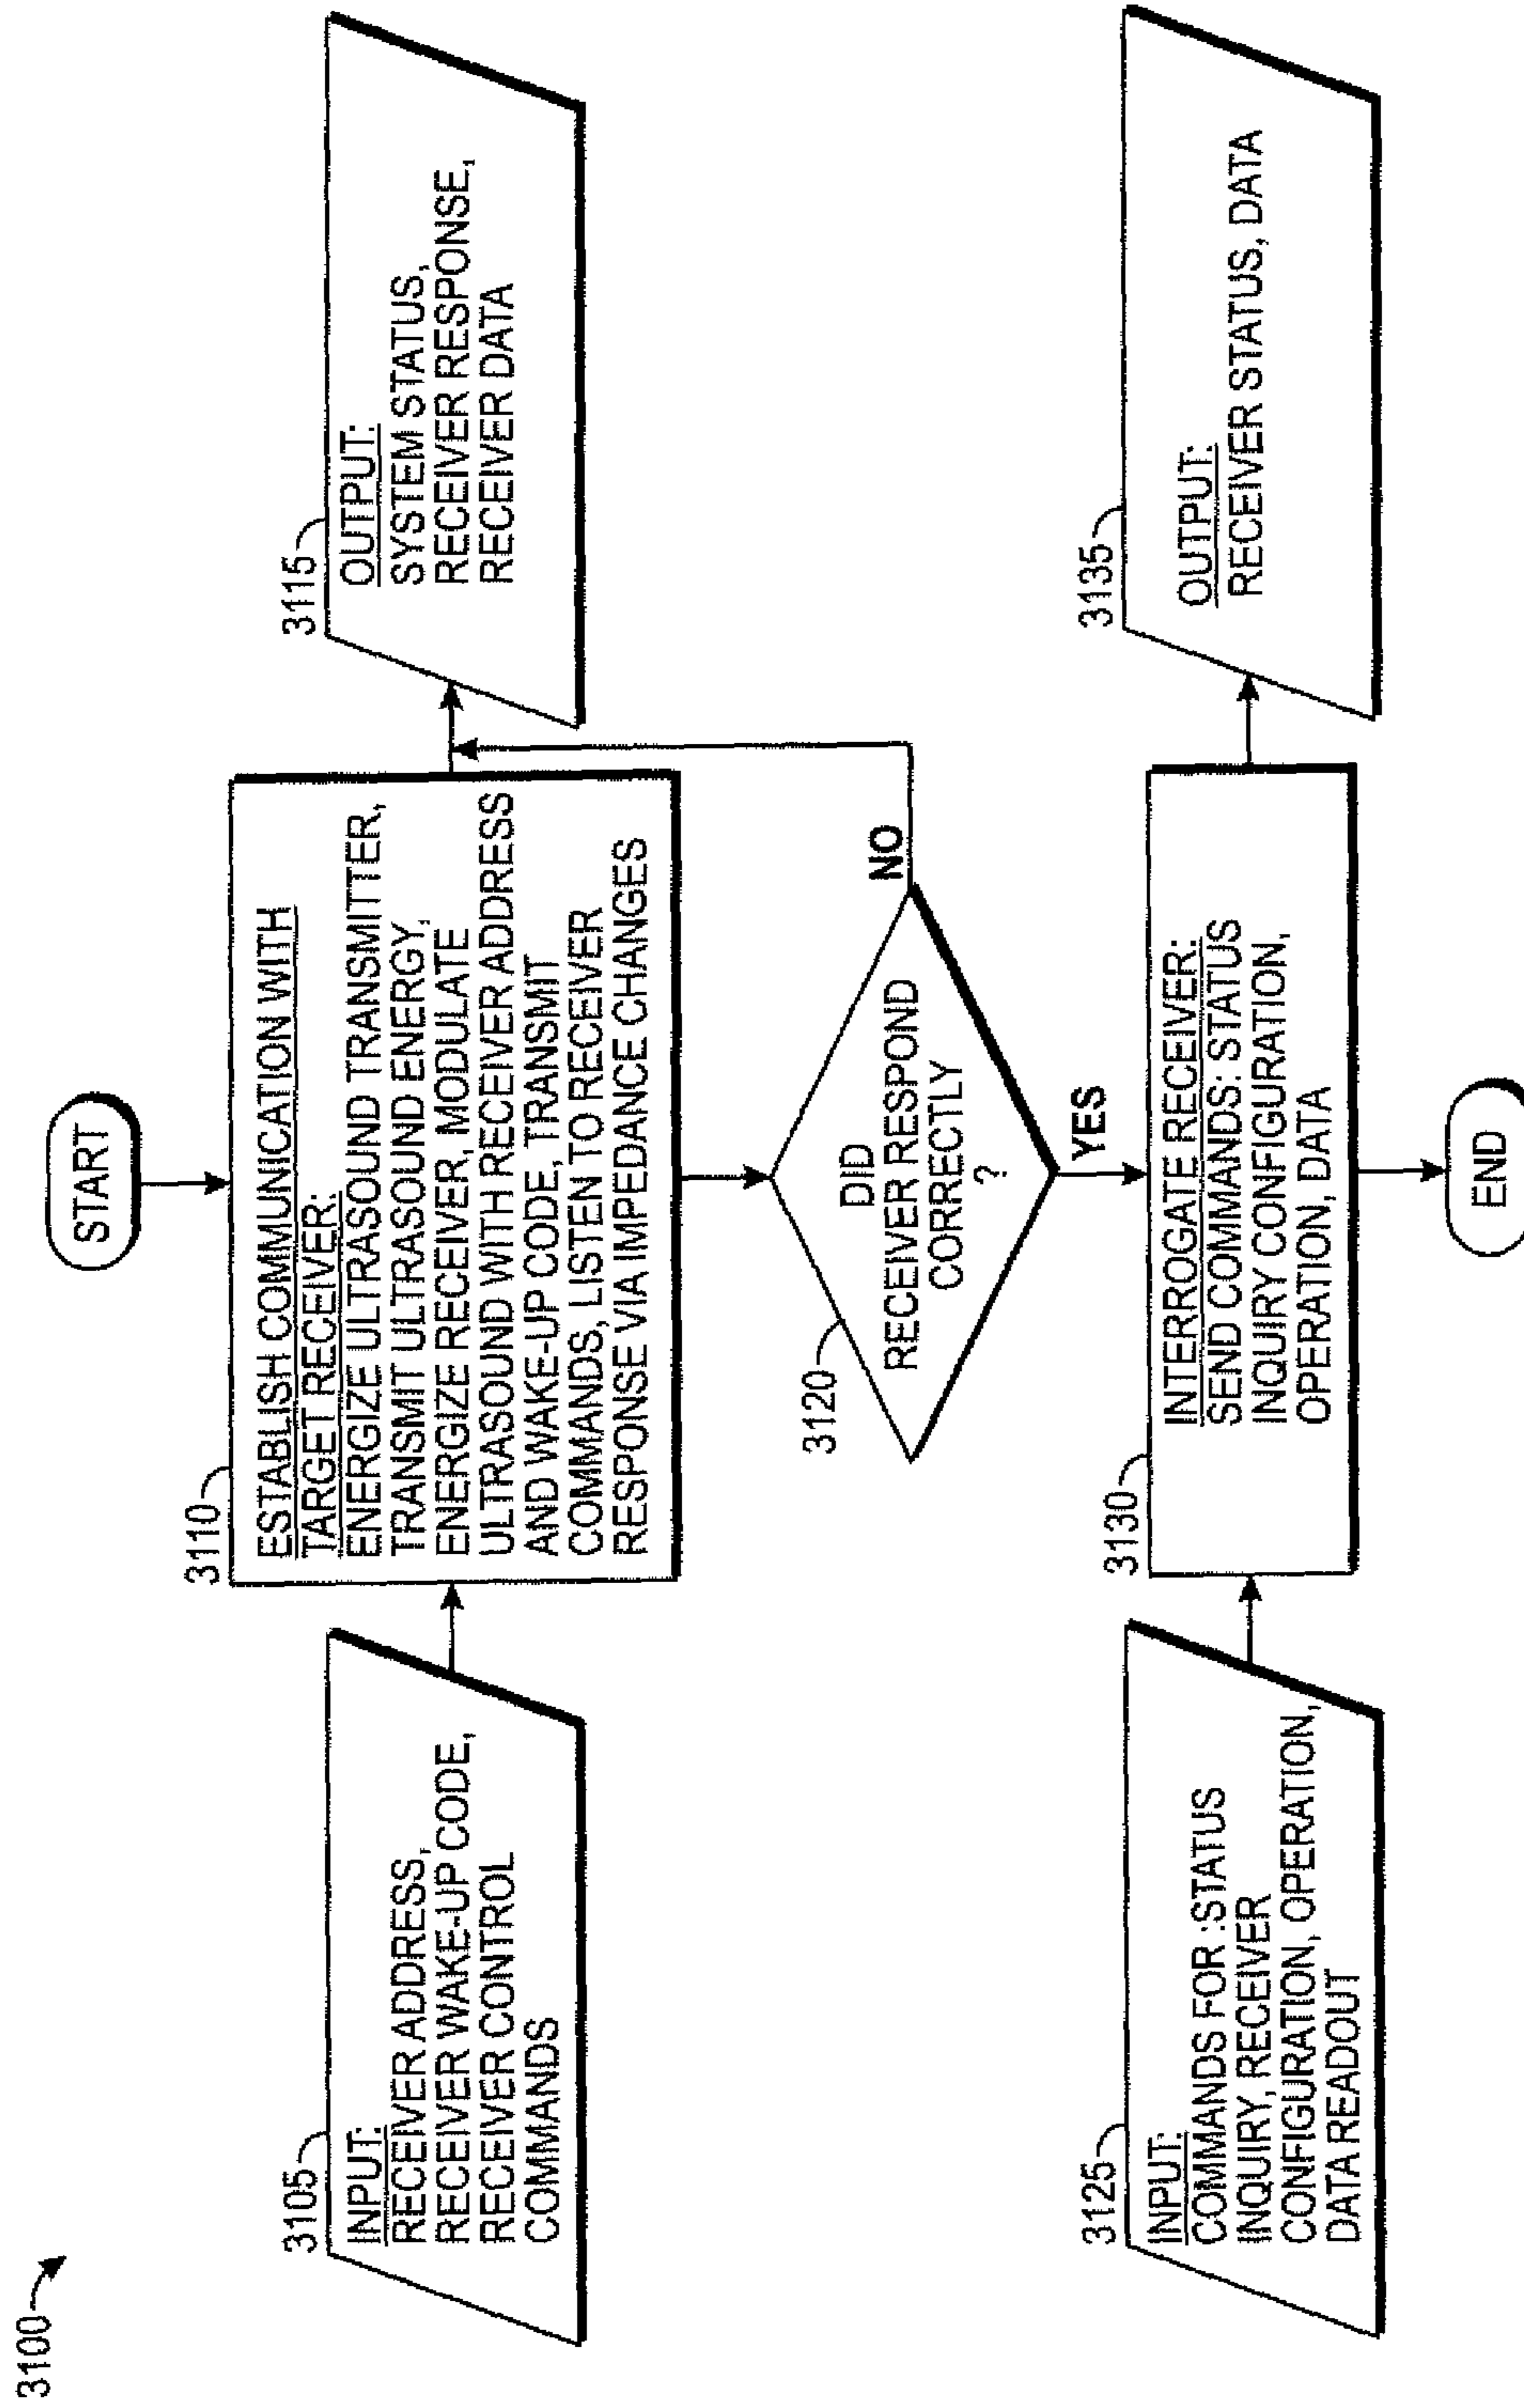 3100
START
3105
INPUT:
RECEIVER ADDRESS,
RECEIVER WAKE-UP CODE,
RECEIVER CONTROL
COMMANDS
3110
ESTABLISH COMMUNICATION WITH
TARGET RECEIVER:
ENERGIZE ULTRASOUND TRANSMITTER,
TRANSMIT ULTRASOUND ENERGY,
ENERGIZE RECEIVER, MODULATE
ULTRASOUND WITH RECEIVER ADDRESS
AND WAKE-UP CODE, TRANSMIT
COMMANDS, LISTEN TO RECEIVER
RESPONSE VIA IMPEDANCE CHANGES
3115
OUTPUT:
SYSTEM STATUS,
RECEIVER RESPONSE,
RECEIVER DATA
3120
DID
RECEIVER RESPOND
CORRECTLY
?
NO
YES
3125
INPUT:
COMMANDS FOR :STATUS
INQUIRY, RECEIVER
CONFIGURATION, OPERATION,
DATA READOUT
3130
INTERROGATE RECEIVER:
SEND COMMANDS: STATUS
INQUIRY CONFIGURATION,
OPERATION, DATA
3135
OUTPUT:
RECEIVER STATUS, DATA
END